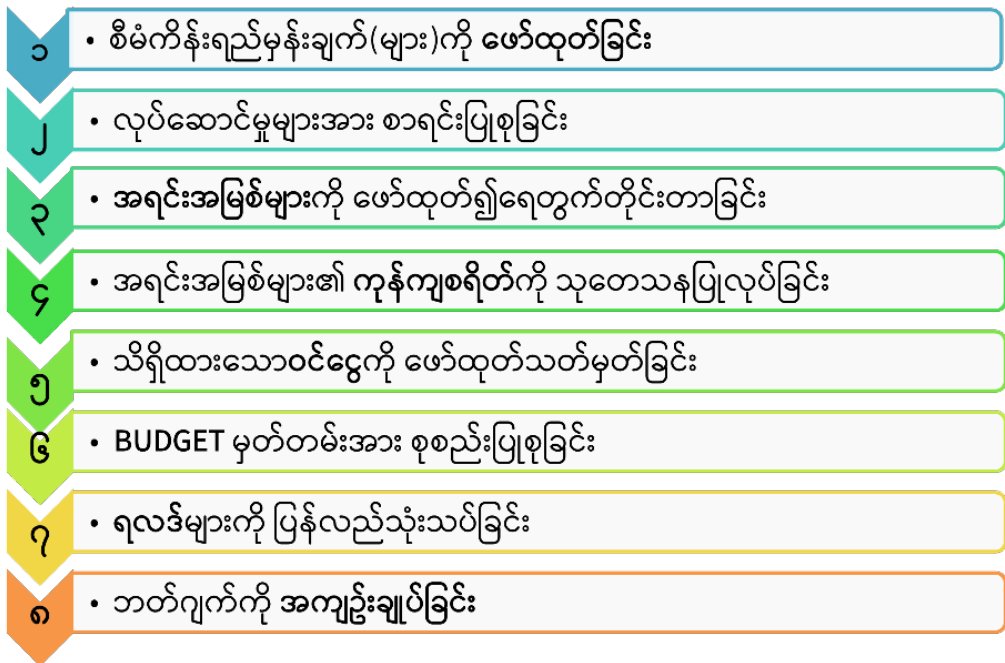 ၁ • စီမံကိန်းရည်မှန်းချက်(များ)ကို ဖော်ထုတ်ခြင်း
၂ • လုပ်ဆောင်မှုများအား စာရင်းပြုစုခြင်း
၃ • အရင်းအမြစ်များကို ဖော်ထုတ်၍ရေတွက်တိုင်းတာခြင်း
၄ • အရင်းအမြစ်များ၏ ကုန်ကျစရိတ်ကို သုတေသနပြုလုပ်ခြင်း
၅ • သိရှိထားသောဝင်ငွေကို ဖော်ထုတ်သတ်မှတ်ခြင်း
၆ • BUDGET မှတ်တမ်းအား စုစည်းပြုစုခြင်း
၇ • ရလဒ်များကို ပြန်လည်သုံးသပ်ခြင်း
၈ • ဘတ်ဂျက်ကို အကျဥ်းချုပ်ခြင်း